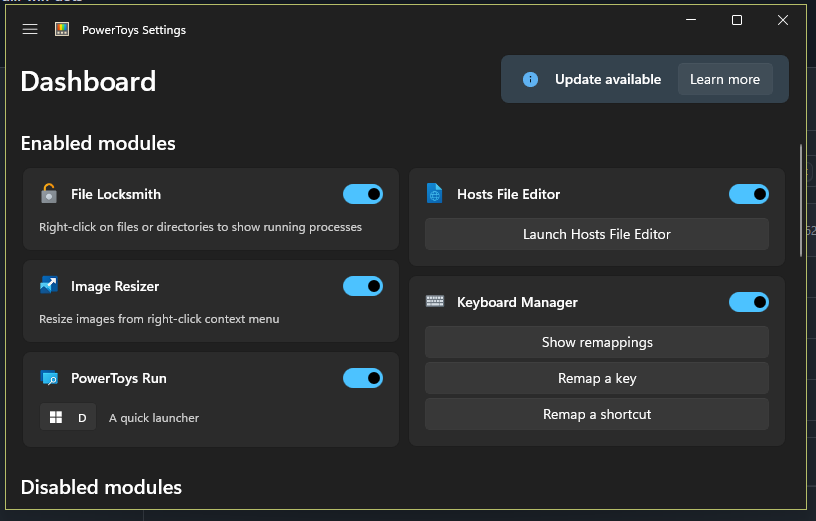 PowerToys Settings
Dashboard
Update available
Learn more
Enabled modules
File Locksmith
Right-click on files or directories to show running processes
Image Resizer
Resize images from right-click context menu
PowerToys Run
D
A quick launcher
Hosts File Editor
Launch Hosts File Editor
Keyboard Manager
Show remappings
Remap a key
Remap a shortcut
Disabled modules